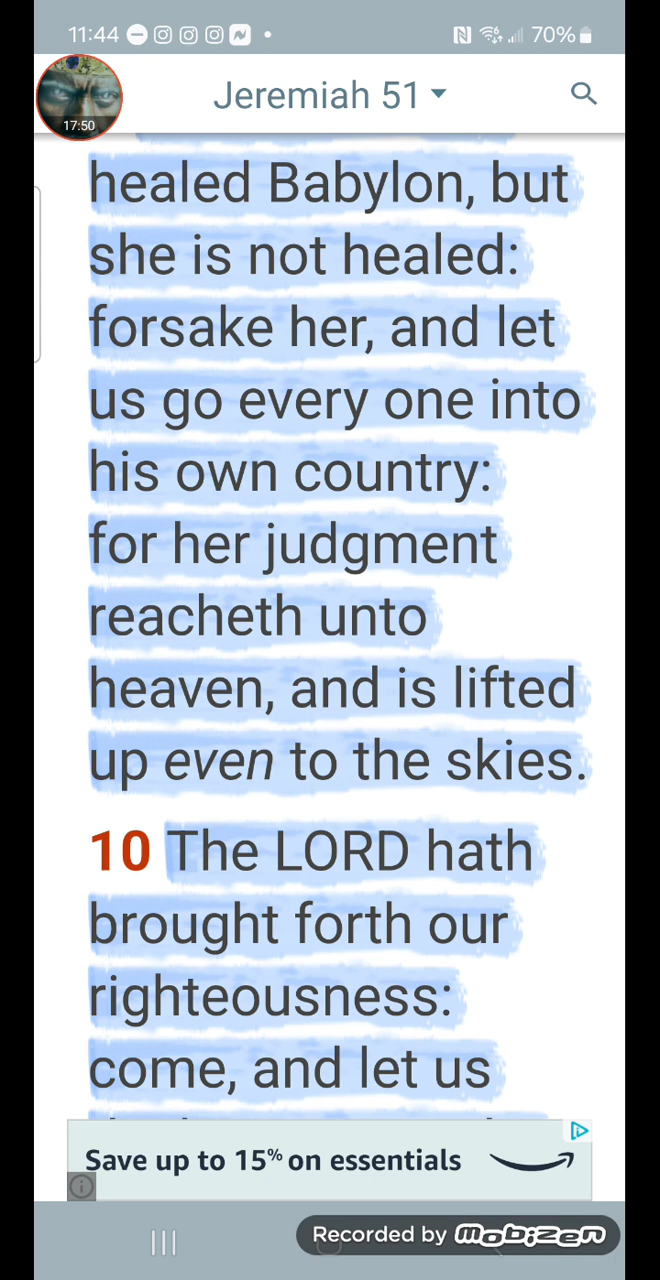 11:44
70%
Jeremiah 51
17:50
healed Babylon, but
she is not healed:
forsake her, and let
us go every one into
his own country:
for her judgment
reacheth unto
heaven, and is lifted
up even to the skies.
10 The LORD hath
brought forth our
righteousness:
come, and let us
Save up to 15% on essentials
Recorded by mobizen